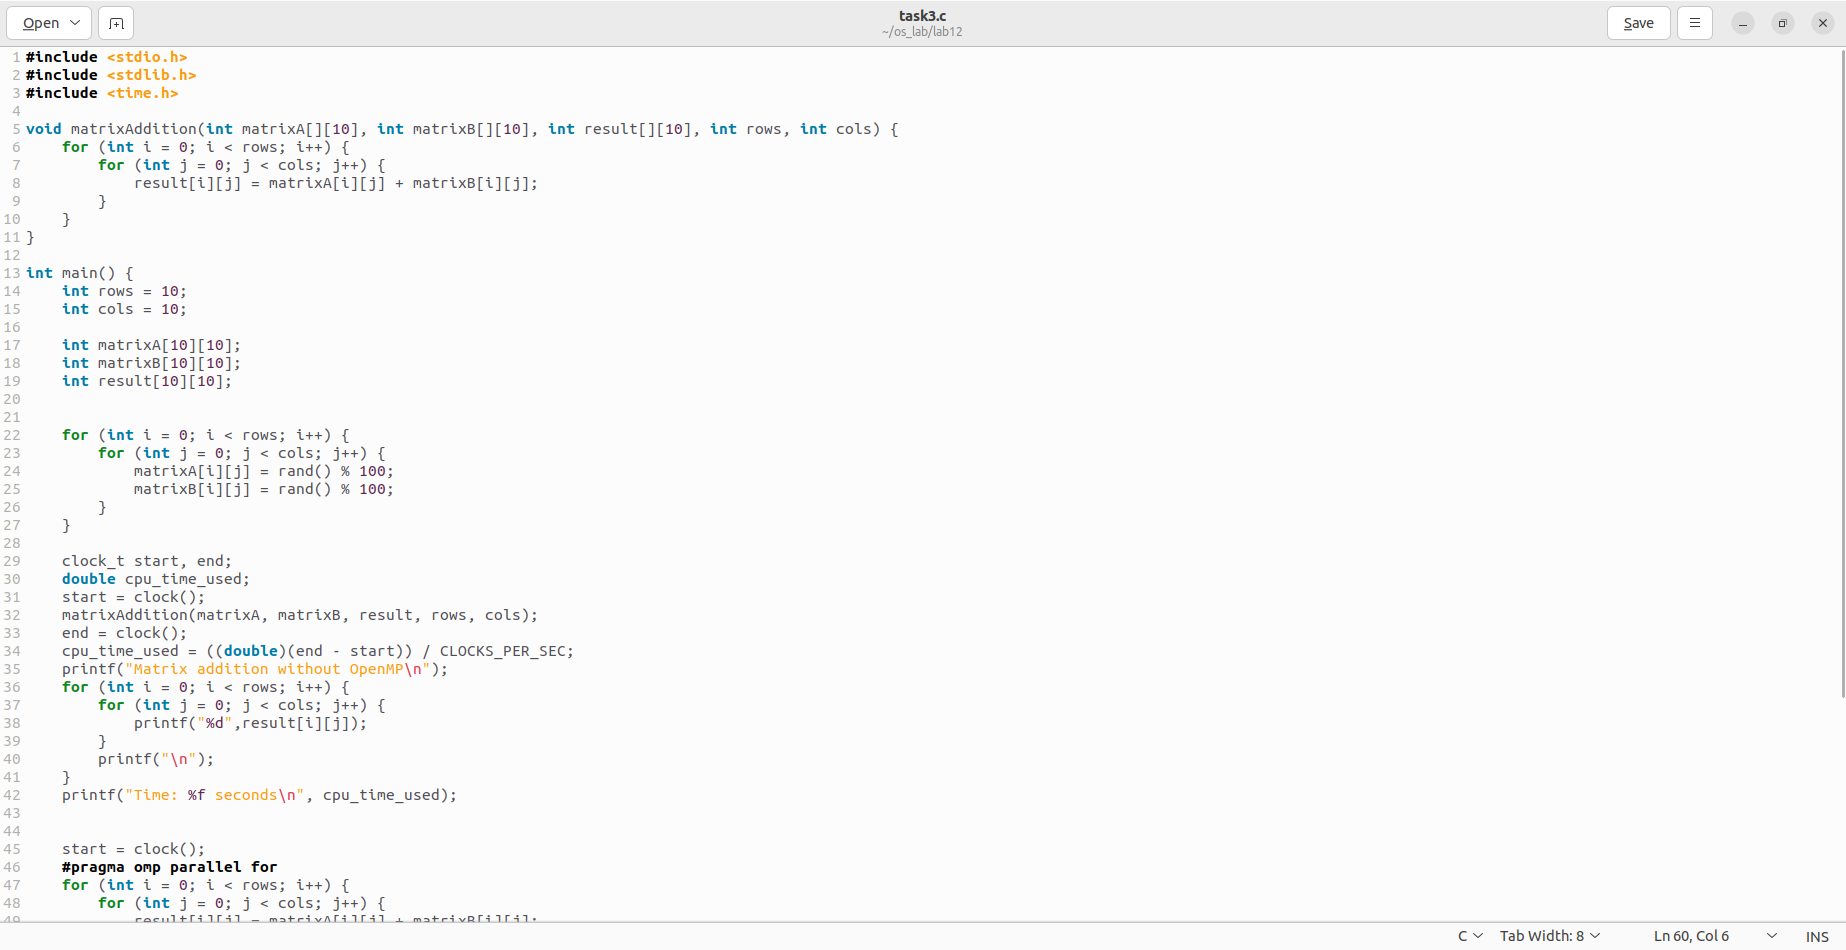 Open
task3.c
~/os_lab/lab12
Save
1 #include <stdio.h>
2 #include <stdlib.h>
3 #include <time.h>
4
5 void matrixAddition(int matrixA[][10], int matrixB[][10], int result[][10], int rows, int cols) {
6     for (int i = 0; i < rows; i++) {
7         for (int j = 0; j < cols; j++) {
8             result[i][j] = matrixA[i][j] + matrixB[i][j];
9         }
10     }
11 }
12
13 int main() {
14     int rows = 10;
15     int cols = 10;
16
17     int matrixA[10][10];
18     int matrixB[10][10];
19     int result[10][10];
20
21
22     for (int i = 0; i < rows; i++) {
23         for (int j = 0; j < cols; j++) {
24             matrixA[i][j] = rand() % 100;
25             matrixB[i][j] = rand() % 100;
26         }
27     }
28
29     clock_t start, end;
30     double cpu_time_used;
31     start = clock();
32     matrixAddition(matrixA, matrixB, result, rows, cols);
33     end = clock();
34     cpu_time_used = ((double)(end - start)) / CLOCKS_PER_SEC;
35     printf("Matrix addition without OpenMP\n");
36     for (int i = 0; i < rows; i++) {
37         for (int j = 0; j < cols; j++) {
38             printf("%d",result[i][j]);
39         }
40         printf("\n");
41     }
42     printf("Time: %f seconds\n", cpu_time_used);
43
44
45     start = clock();
46     #pragma omp parallel for
47     for (int i = 0; i < rows; i++) {
48         for (int j = 0; j < cols; j++) {
49             result[i][j] = matrixA[i][j] + matrixB[i][j];
C
Tab Width: 8
Ln 60, Col 6
INS